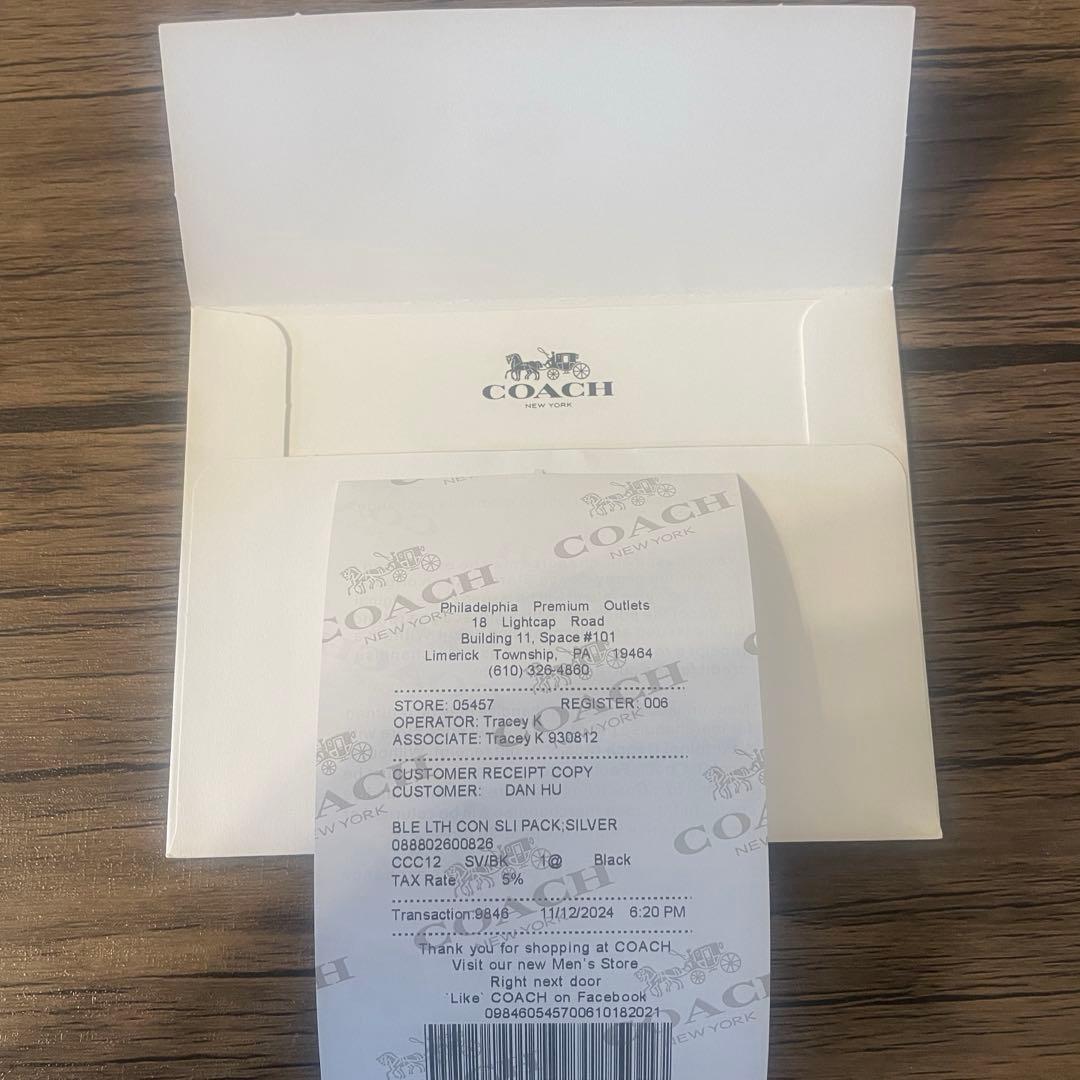 COACH
NEW YORK
NEW YORK
COACH
NEW YORK
COACH
NEW YORK
Philadelphia Premium Outlets
18 Lightcap Road
Building 11, Space #101
Limerick Township, PA 19464
(610) 326-4860
STORE: 05457 REGISTER: 006
OPERATOR: Tracey K
ASSOCIATE: Tracey K 930812
CUSTOMER RECEIPT COPY
CUSTOMER: DAN HU
BLE LTH CON SLI PACK;SILVER
088802600826
CCC12 SV/BK 1@ Black
TAX Rate 5%
Transaction:9846 11/12/2024 6:20 PM
Thank you for shopping at COACH
Visit our new Men's Store
Right next door
`Like` COACH on Facebook
098460545700610182021